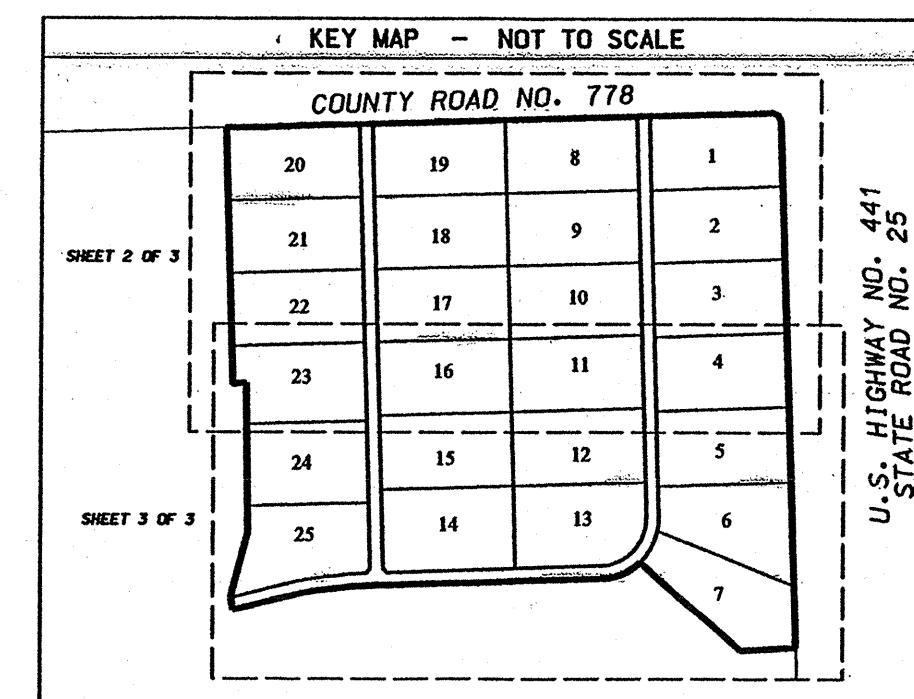 KEY MAP - NOT TO SCALE
COUNTY ROAD NO. 778
20 19 8 1
21 18 9 2
SHEET 2 OF 3
22 17 10 3
23 16 11 4
24 15 12 5
SHEET 3 OF 3
25 14 13 6
7
U.S. HIGHWAY NO. 441
STATE ROAD NO. 25